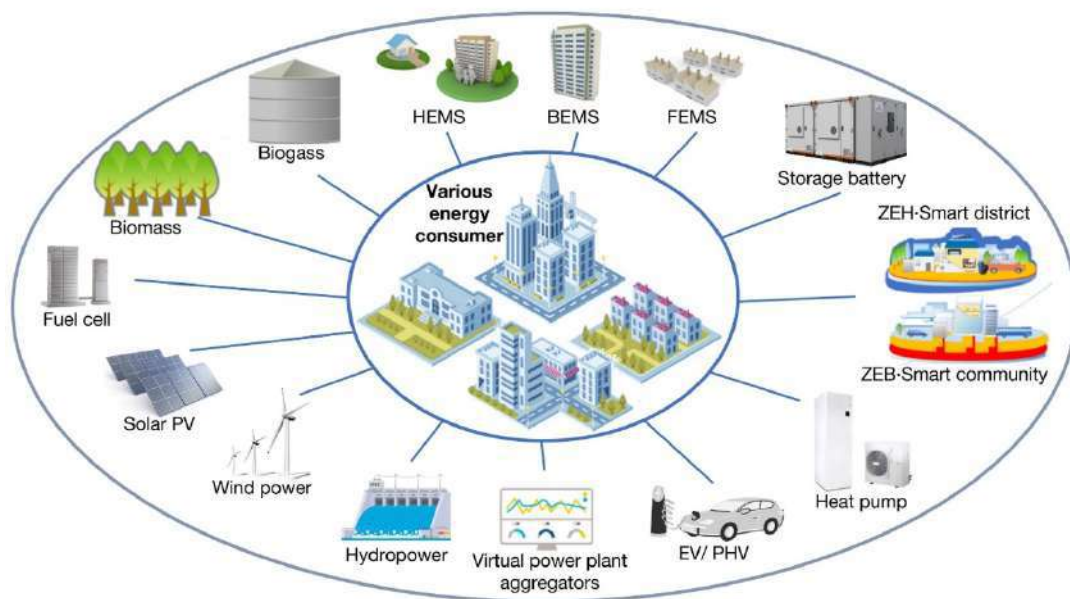 HEMS
BEMS
FEMS
Biogass
Storage battery
Various
energy
consumer
Biomass
ZEH·Smart district
Fuel cell
ZEB·Smart community
Solar PV
Wind power
Heat pump
Hydropower
Virtual power plant
aggregators
EV/ PHV